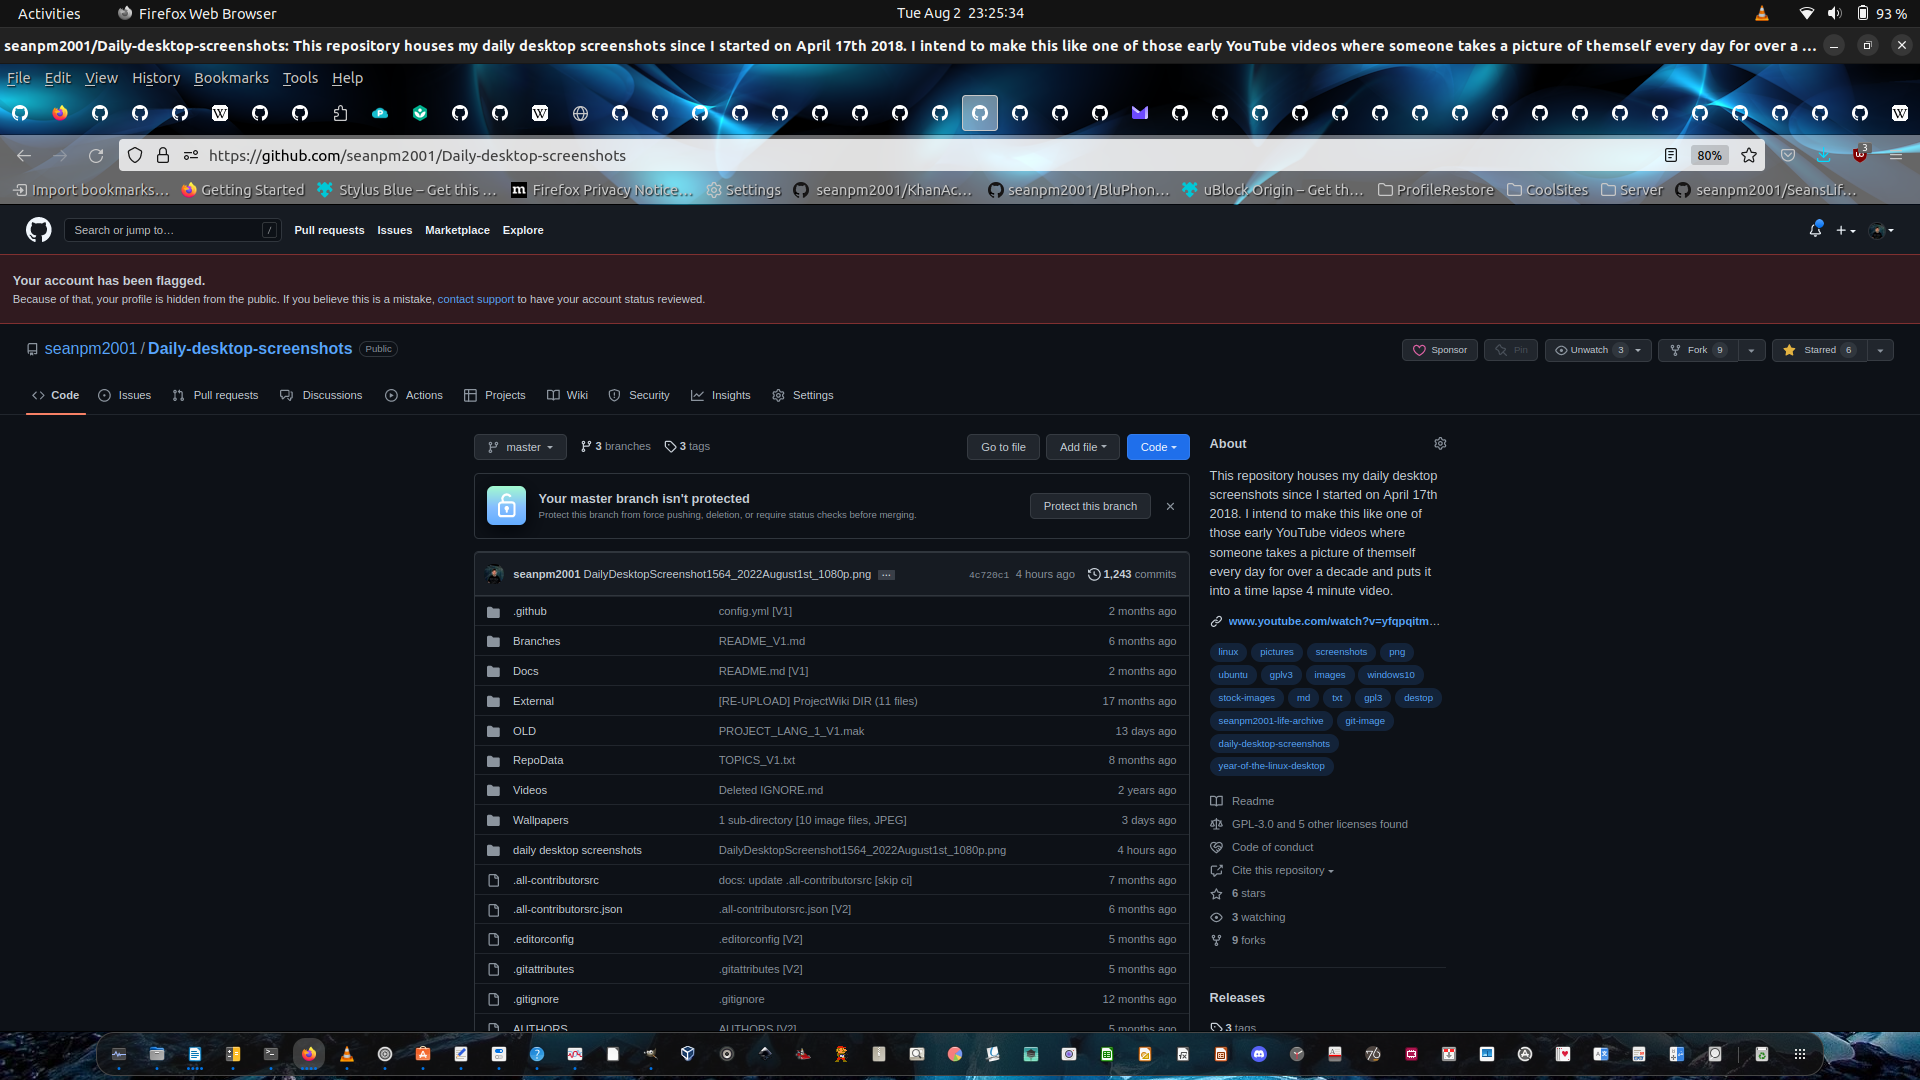 Activities Firefox Web Browser Tue Aug 2 23:25:34 93 %
seanpm2001/Daily-desktop-screenshots: This repository houses my daily desktop screenshots since I started on April 17th 2018. I intend to make this like one of those early YouTube videos where someone takes a picture of themself every day for over a ...
File Edit View History Bookmarks Tools Help
https://github.com/seanpm2001/Daily-desktop-screenshots 80% 3
Import bookmarks... Getting Started Stylus Blue – Get this ... Firefox Privacy Notice... Settings seanpm2001/KhanAc... seanpm2001/BluPhon... uBlock Origin – Get th... ProfileRestore CoolSites Server seanpm2001/SeansLif...
Search or jump to... / Pull requests Issues Marketplace Explore
Your account has been flagged.
Because of that, your profile is hidden from the public. If you believe this is a mistake, contact support to have your account status reviewed.
seanpm2001 / Daily-desktop-screenshots Public Sponsor Pin Unwatch 3 Fork 9 Starred 6
Code Issues Pull requests Discussions Actions Projects Wiki Security Insights Settings
master 3 branches 3 tags Go to file Add file Code
Your master branch isn't protected
Protect this branch from force pushing, deletion, or require status checks before merging.
Protect this branch
seanpm2001 DailyDesktopScreenshot1564_2022August1st_1080p.png ... 4c720c1 4 hours ago 1,243 commits
.github config.yml [V1] 2 months ago
Branches README_V1.md 6 months ago
Docs README.md [V1] 2 months ago
External [RE-UPLOAD] ProjectWiki DIR (11 files) 17 months ago
OLD PROJECT_LANG_1_V1.mak 13 days ago
RepoData TOPICS_V1.txt 8 months ago
Videos Deleted IGNORE.md 2 years ago
Wallpapers 1 sub-directory [10 image files, JPEG] 3 days ago
daily desktop screenshots DailyDesktopScreenshot1564_2022August1st_1080p.png 4 hours ago
.all-contributorsrc docs: update .all-contributorsrc [skip ci] 7 months ago
.all-contributorsrc.json .all-contributorsrc.json [V2] 6 months ago
.editorconfig .editorconfig [V2] 5 months ago
.gitattributes .gitattributes [V2] 5 months ago
.gitignore .gitignore 12 months ago
AUTHORS AUTHORS [V2] 5 months ago
About
This repository houses my daily desktop
screenshots since I started on April 17th
2018. I intend to make this like one of
those early YouTube videos where
someone takes a picture of themself
every day for over a decade and puts it
into a time lapse 4 minute video.
www.youtube.com/watch?v=yfqpqitm...
linux pictures screenshots png
ubuntu gplv3 images windows10
stock-images md txt gpl3 destop
seanpm2001-life-archive git-image
daily-desktop-screenshots
year-of-the-linux-desktop
Readme
GPL-3.0 and 5 other licenses found
Code of conduct
Cite this repository
6 stars
3 watching
9 forks
Releases
3 tags